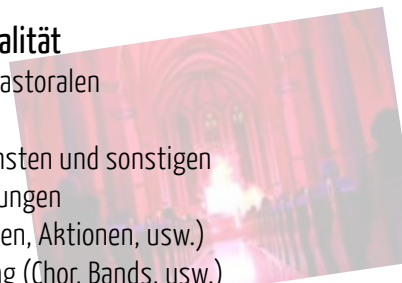 alität
astoralen
nsten und sonstigen
ungen
en, Aktionen, usw.)
g (Chor, Bands, usw.)